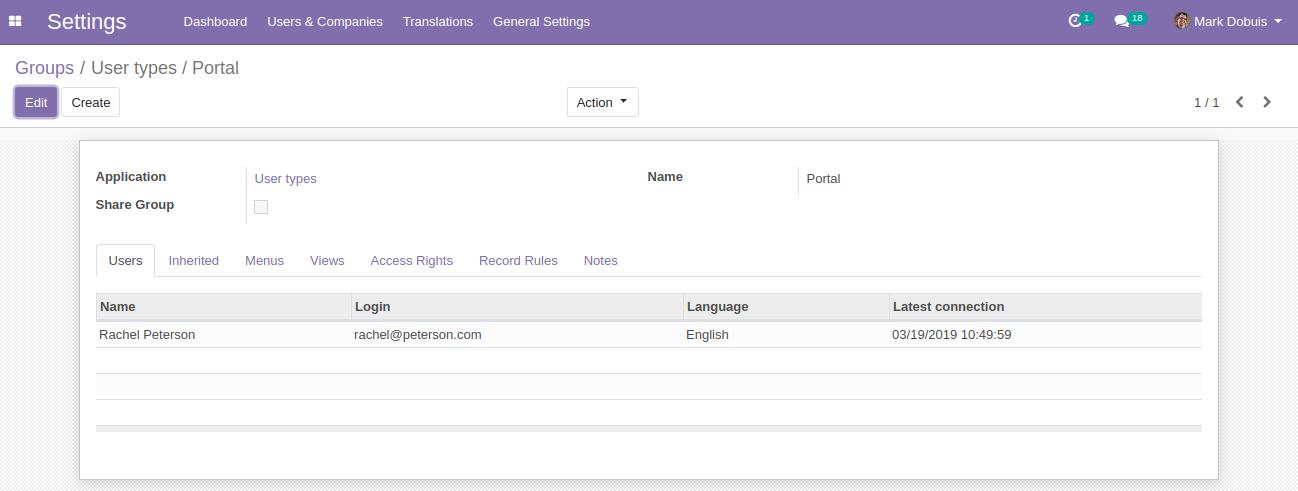 Settings Dashboard Users & Companies Translations General Settings 1 18 Mark Dobuis
Groups / User types / Portal
Edit Create Action 1 / 1
Application User types Name Portal
Share Group
Users Inherited Menus Views Access Rights Record Rules Notes
Name Login Language Latest connection
Rachel Peterson rachel@peterson.com English 03/19/2019 10:49:59